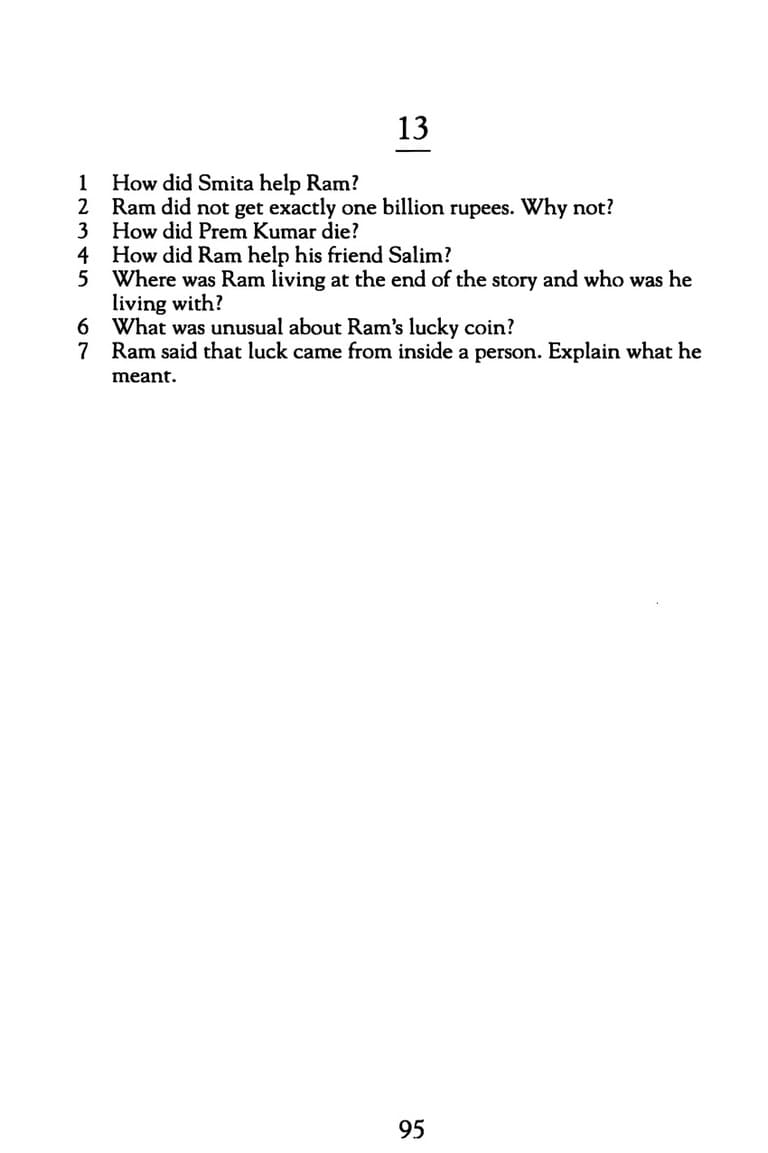 13
1 How did Smita help Ram?
2 Ram did not get exactly one billion rupees. Why not?
3 How did Prem Kumar die?
4 How did Ram help his friend Salim?
5 Where was Ram living at the end of the story and who was he
living with?
6 What was unusual about Ram's lucky coin?
7 Ram said that luck came from inside a person. Explain what he
meant.
95